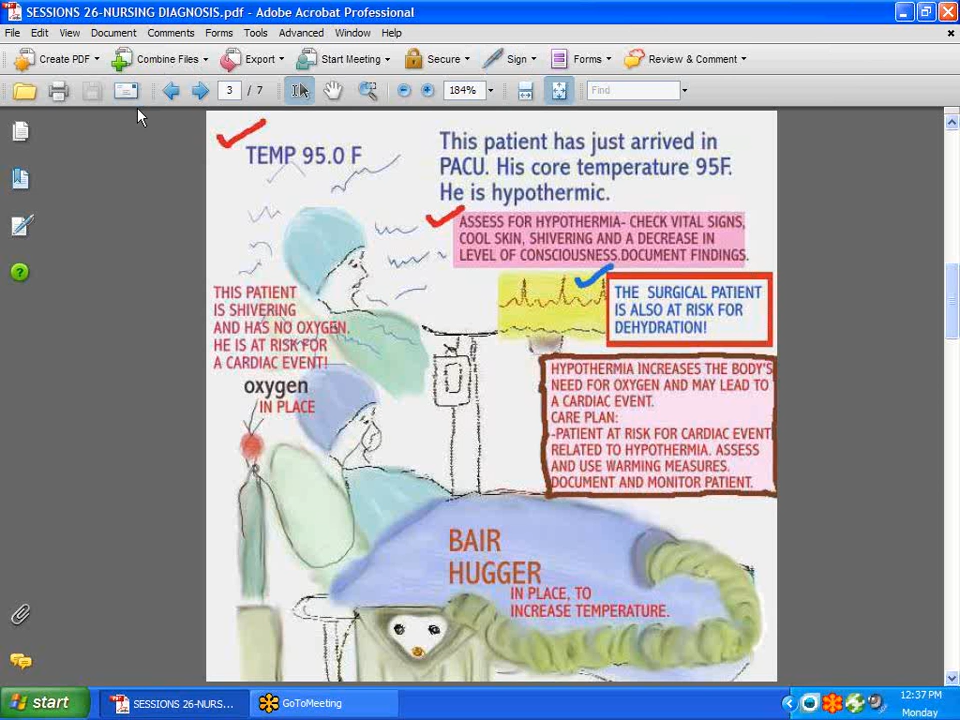 SESSIONS 26-NURSING DIAGNOSIS.pdf - Adobe Acrobat Professional
File Edit View Document Comments Forms Tools Advanced Window Help
Create PDF Combine Files Export Start Meeting Secure Sign Forms Review & Comment
3 / 7 184% Find
TEMP 95.0 F
This patient has just arrived in
PACU. His core temperature 95F.
He is hypothermic.
ASSESS FOR HYPOTHERMIA- CHECK VITAL SIGNS,
COOL SKIN, SHIVERING AND A DECREASE IN
LEVEL OF CONSCIOUSNESS.DOCUMENT FINDINGS.
THE SURGICAL PATIENT
IS ALSO AT RISK FOR
DEHYDRATION!
THIS PATIENT
IS SHIVERING
AND HAS NO OXYGEN.
HE IS AT RISK FOR
A CARDIAC EVENT!
oxygen
IN PLACE
HYPOTHERMIA INCREASES THE BODY'S
NEED FOR OXYGEN AND MAY LEAD TO
A CARDIAC EVENT.
CARE PLAN:
-PATIENT AT RISK FOR CARDIAC EVENT
RELATED TO HYPOTHERMIA. ASSESS
AND USE WARMING MEASURES.
DOCUMENT AND MONITOR PATIENT.
BAIR
HUGGER
IN PLACE, TO
INCREASE TEMPERATURE.
start SESSIONS 26-NURS... GoToMeeting 12:37 PM
Monday